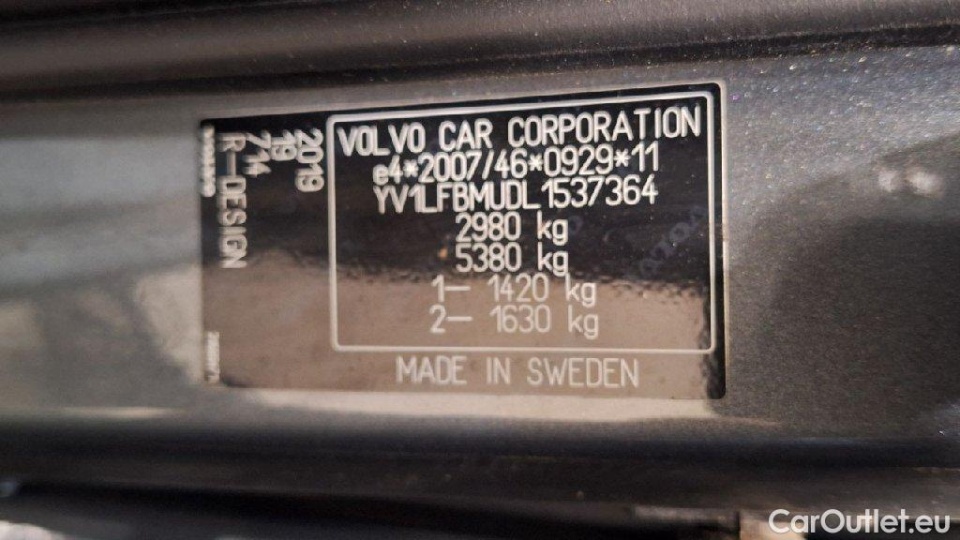 VOLVO CAR CORPORATION
e4*2007/46*0929*11
YV1LFBMUDL1537364
2980 kg
5380 kg
1— 1420 kg
2— 1630 kg
MADE IN SWEDEN
2019
19
714
R—DESIGN
CarOutlet.eu